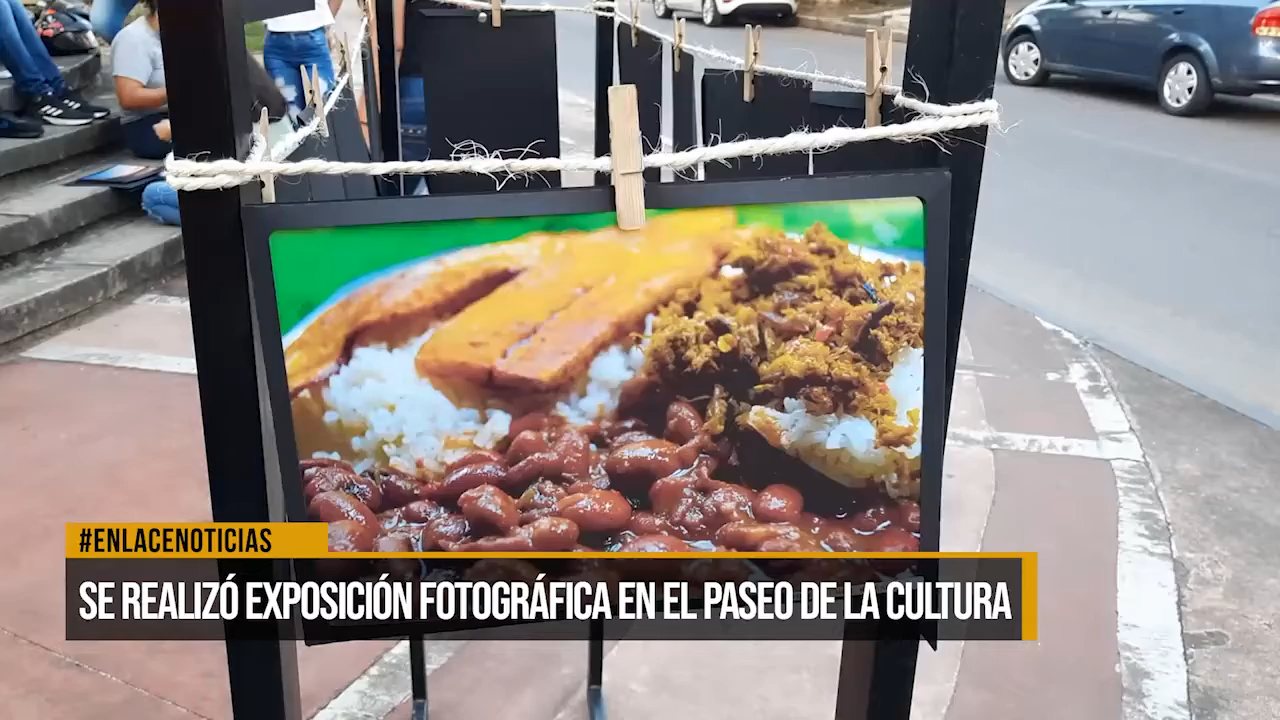 #ENLACENOTICIAS
SE REALIZÓ EXPOSICIÓN FOTOGRÁFICA EN EL PASEO DE LA CULTURA